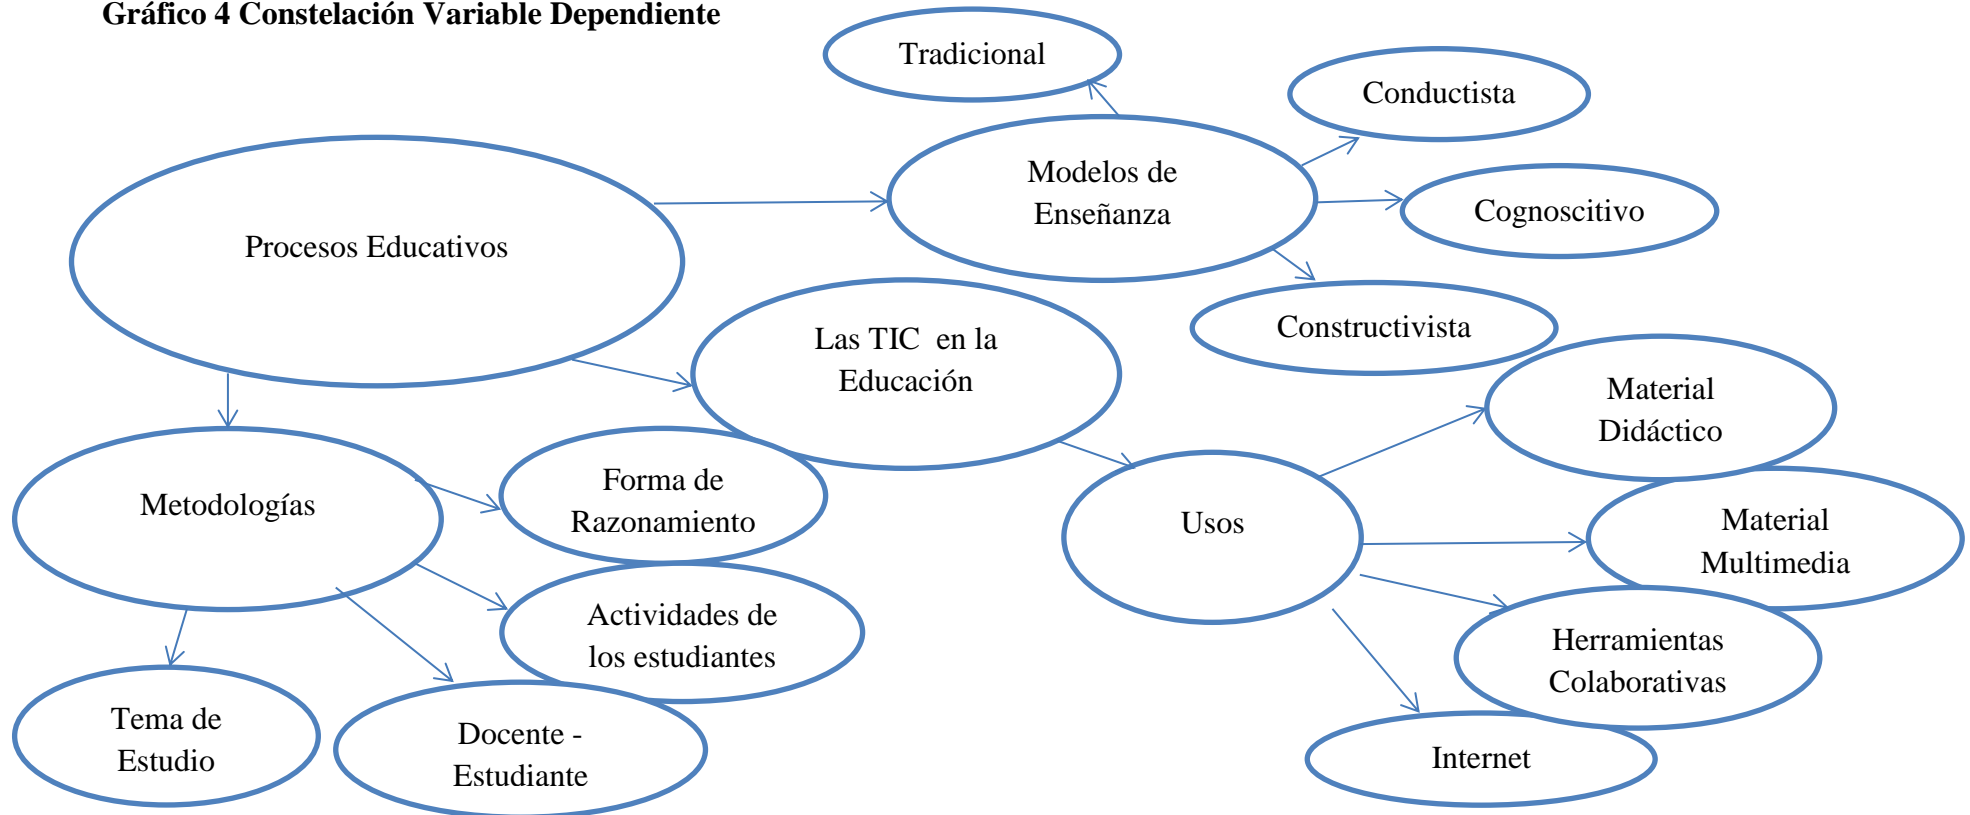 Gráfico 4 Constelación Variable Dependiente
Tradicional
Conductista
Modelos de
Enseñanza
Cognoscitivo
Procesos Educativos
Constructivista
Las TIC  en la
Educación
Material
Didáctico
Metodologías
Forma de
Razonamiento
Usos
Material
Multimedia
Actividades de
los estudiantes
Herramientas
Colaborativas
Tema de
Estudio
Docente -
Estudiante
Internet